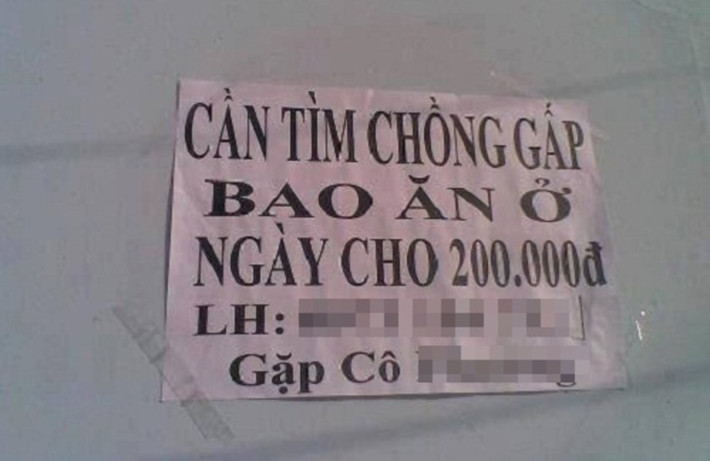 CẦN TÌM CHỒNG GẤP
BAO ĂN Ở
NGÀY CHO 200.000đ
LH:
Gặp Cô